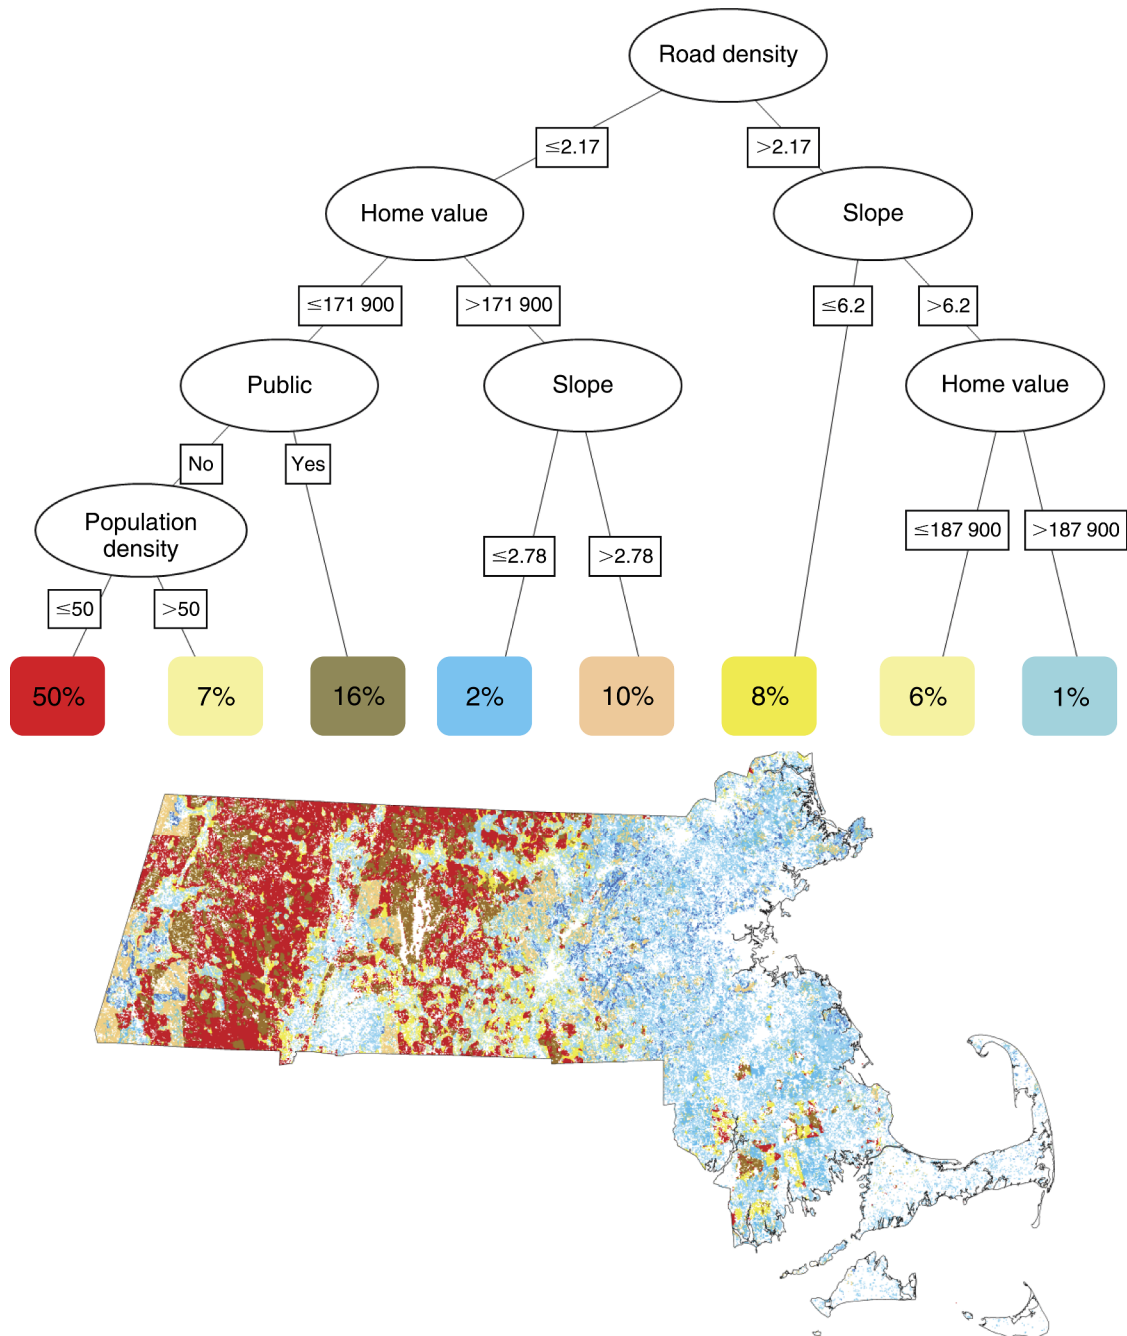 Road density
≤2.17
>2.17
Home value
Slope
≤171 900
>171 900
≤6.2
>6.2
Public
Slope
Home value
No
Yes
Population
density
≤2.78
>2.78
≤187 900
>187 900
≤50
>50
50%
7%
16%
2%
10%
8%
6%
1%